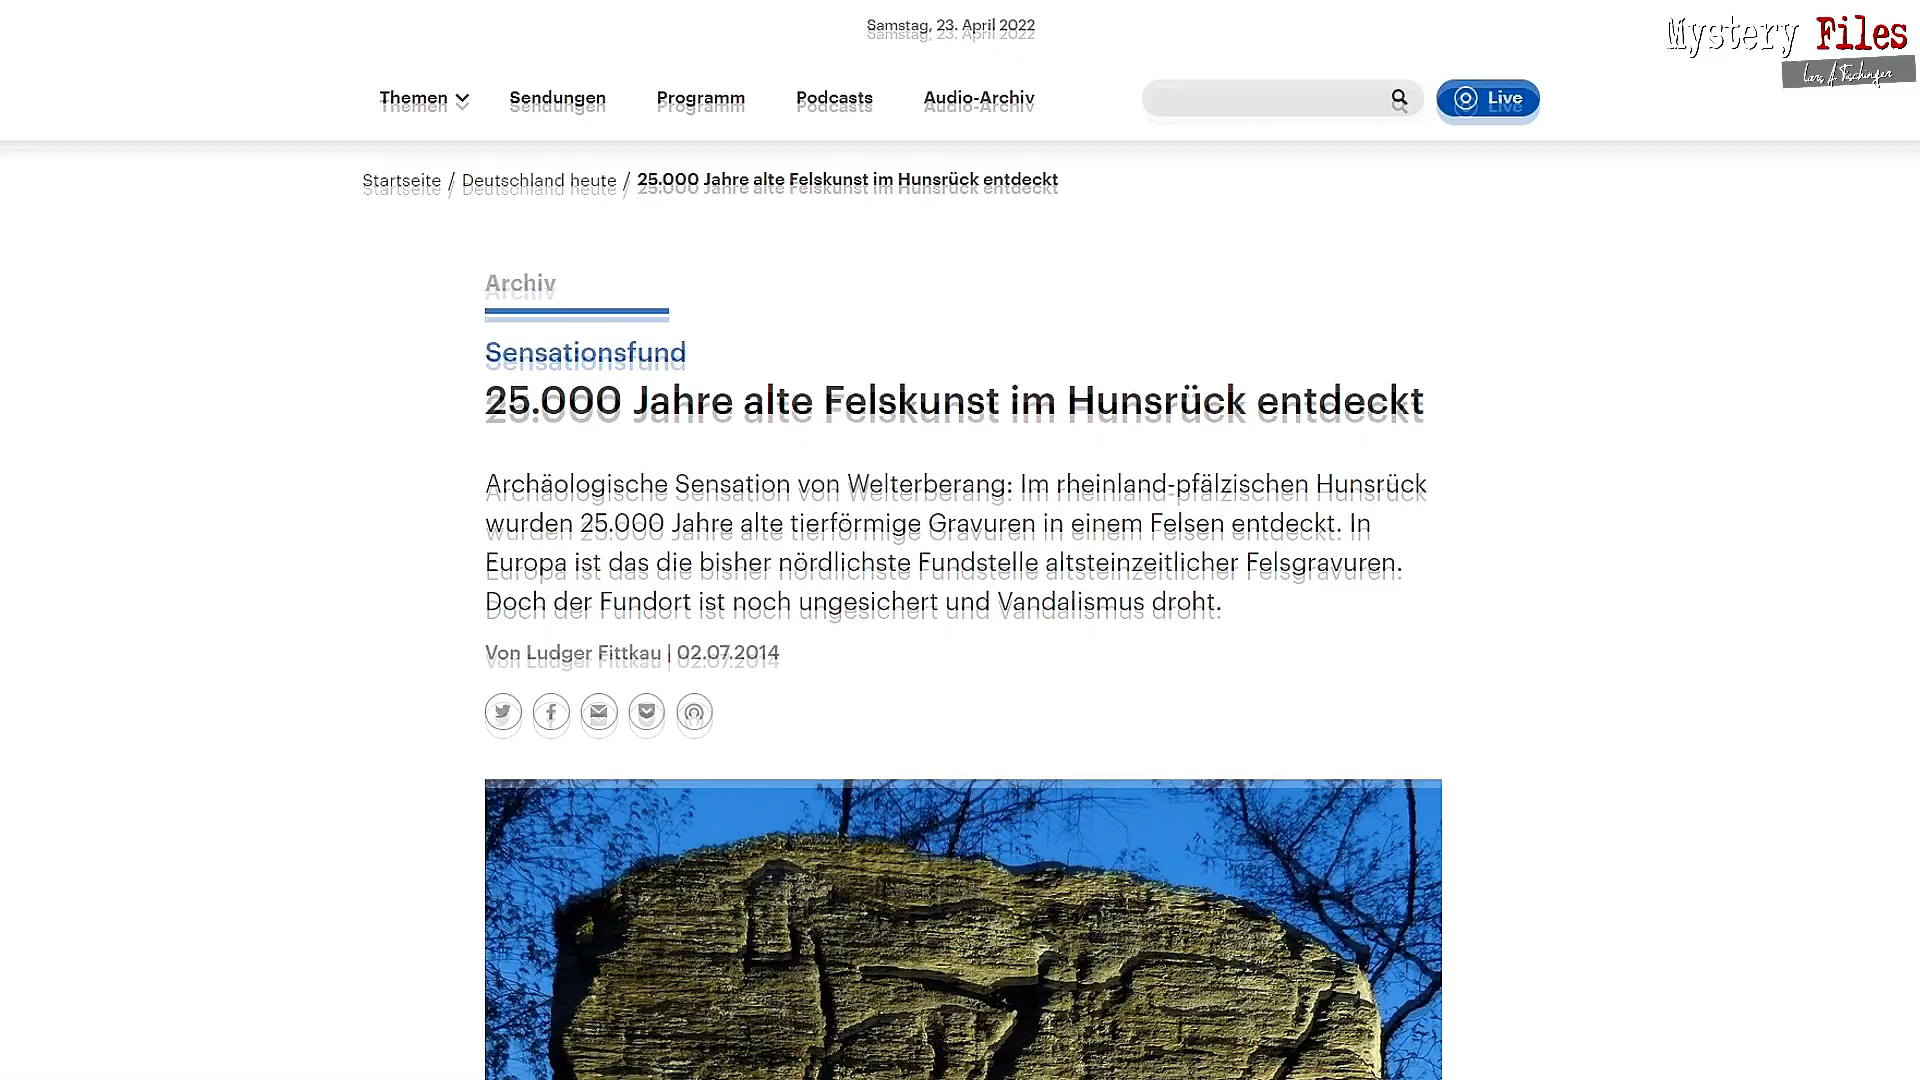 Samstag, 23. April 2022
Mystery Files
Lars A. Fischinger
Themen Sendungen Programm Podcasts Audio-Archiv Live
Startseite / Deutschland heute / 25.000 Jahre alte Felskunst im Hunsrück entdeckt
Archiv
Sensationsfund
25.000 Jahre alte Felskunst im Hunsrück entdeckt
Archäologische Sensation von Welterberang: Im rheinland-pfälzischen Hunsrück
wurden 25.000 Jahre alte tierförmige Gravuren in einem Felsen entdeckt. In
Europa ist das die bisher nördlichste Fundstelle altsteinzeitlicher Felsgravuren.
Doch der Fundort ist noch ungesichert und Vandalismus droht.
Von Ludger Fittkau | 02.07.2014